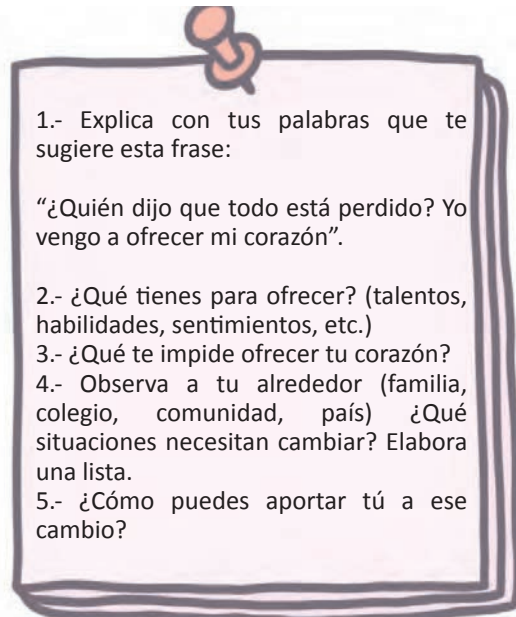 1.- Explica con tus palabras que te
sugiere esta frase:
“¿Quién dijo que todo está perdido? Yo
vengo a ofrecer mi corazón”.
2.- ¿Qué tienes para ofrecer? (talentos,
habilidades, sentimientos, etc.)
3.- ¿Qué te impide ofrecer tu corazón?
4.- Observa a tu alrededor (familia,
colegio, comunidad, país) ¿Qué
situaciones necesitan cambiar? Elabora
una lista.
5.- ¿Cómo puedes aportar tú a ese
cambio?